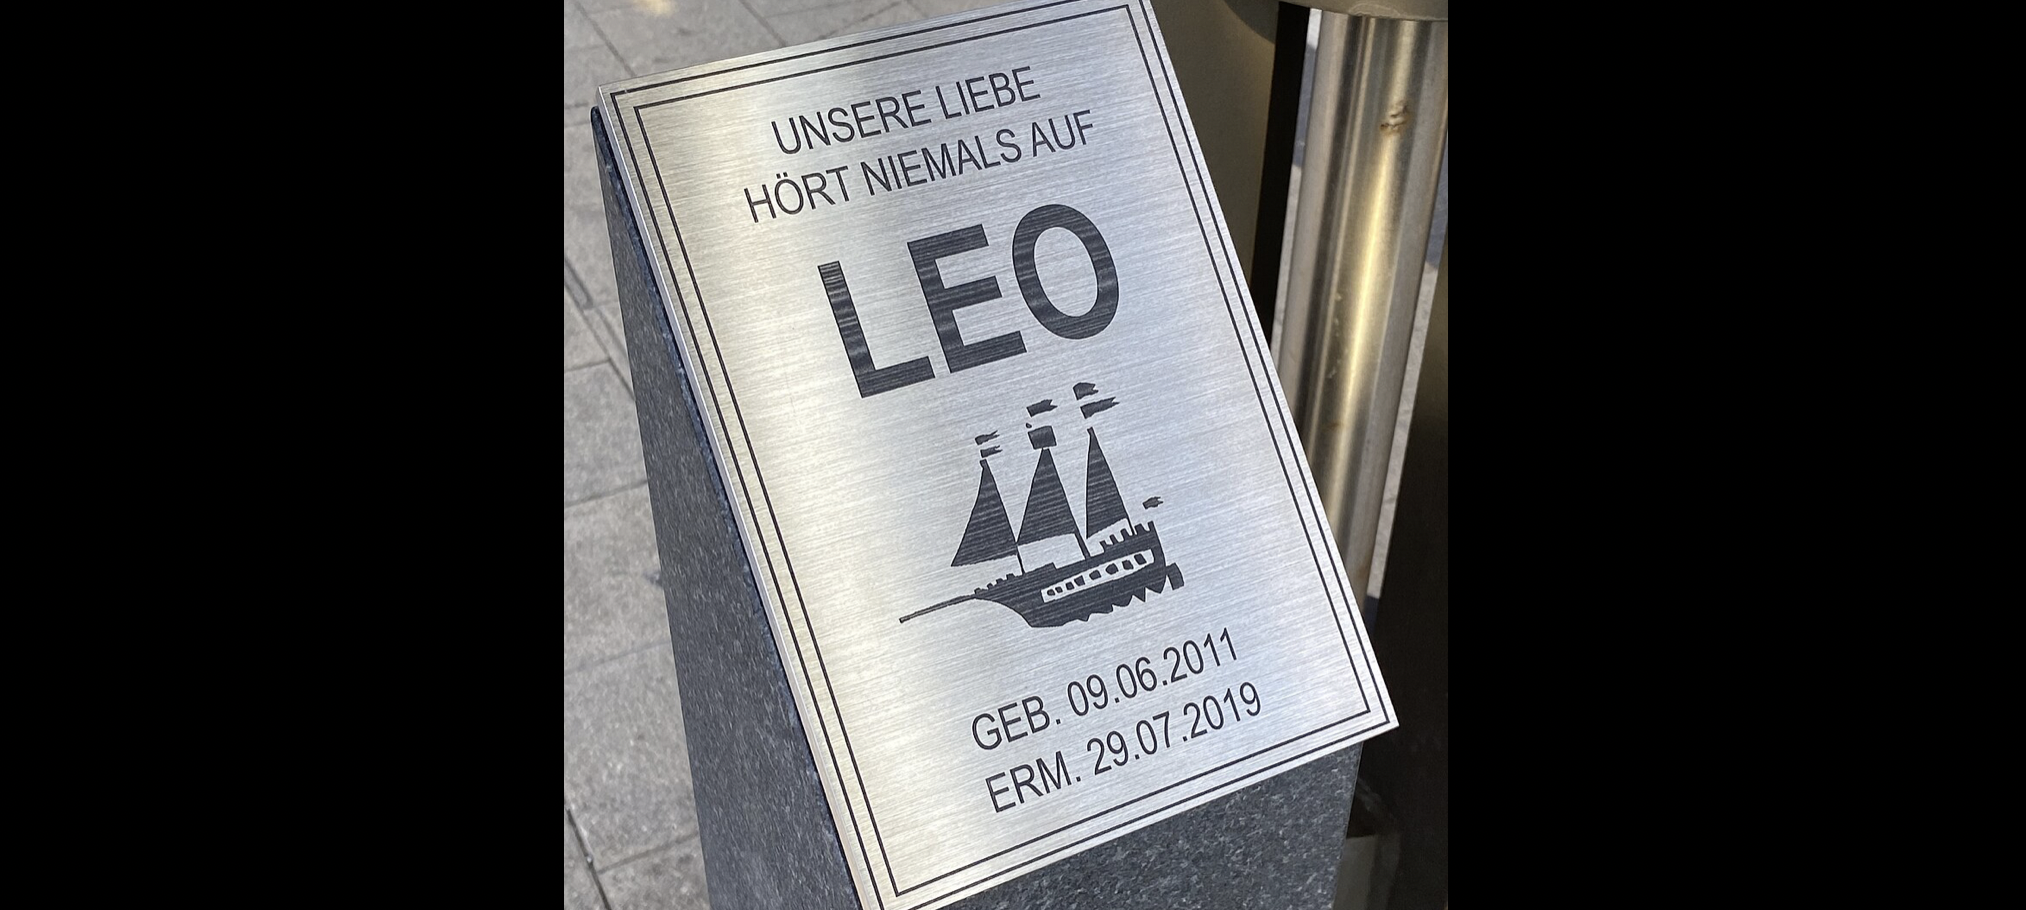 UNSERE LIEBE
HÖRT NIEMALS AUF
LEO
GEB. 09.06.2011
ERM. 29.07.2019